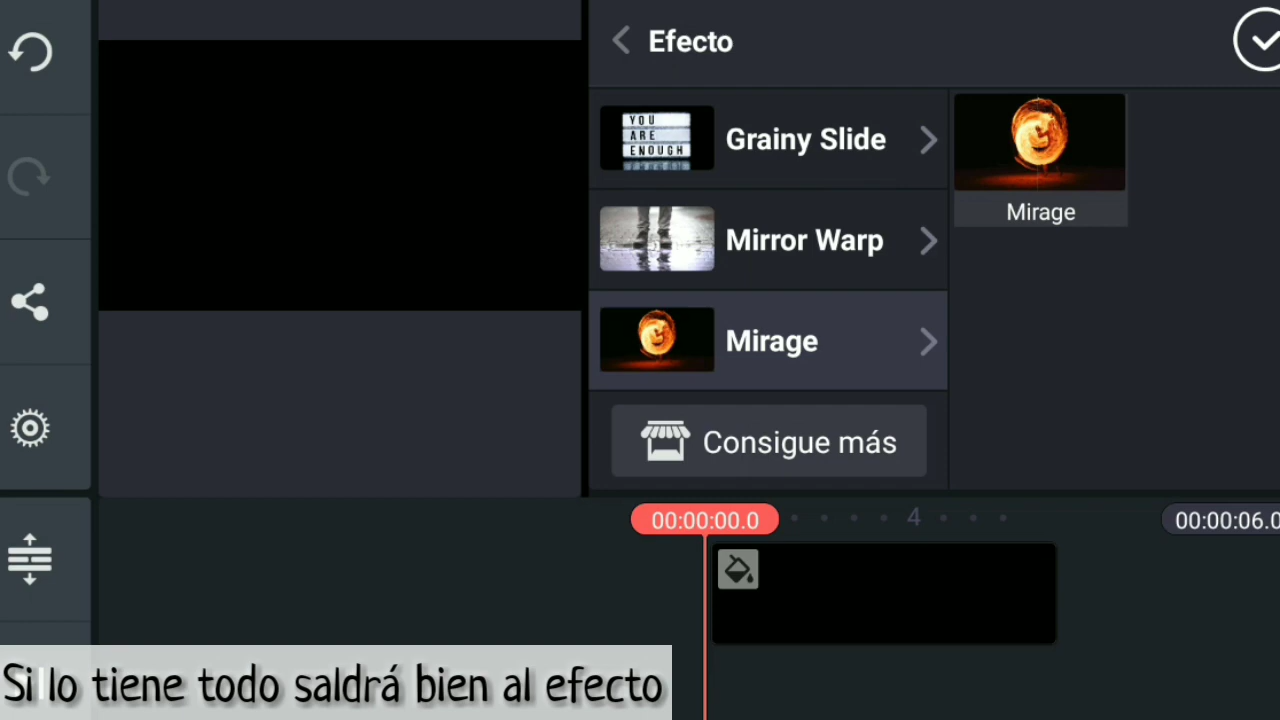 Efecto
YOU
ARE
ENOUGH
Grainy Slide
Mirage
Mirror Warp
Mirage
Consigue más
00:00:00.0
4
00:00:06.0
Si lo tiene todo saldrá bien al efecto